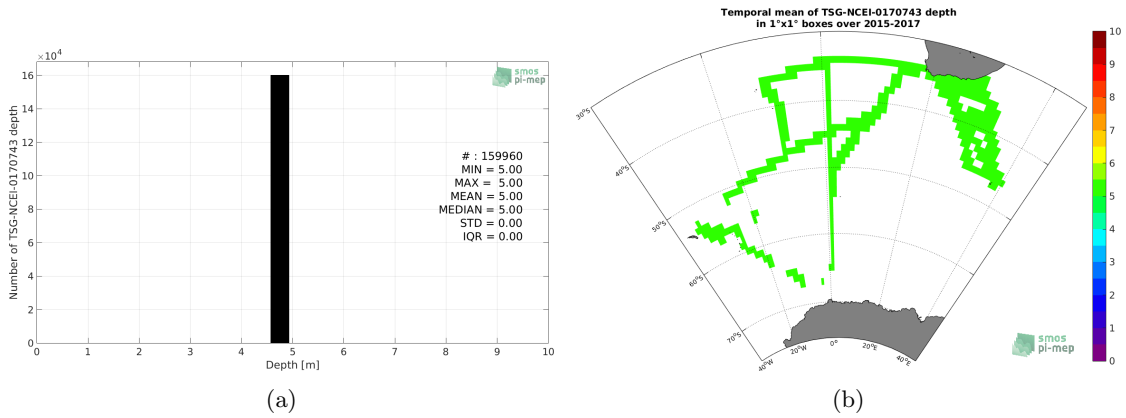 ×10⁴
16
14
12
10
8
6
4
2
0
Number of TSG-NCEI-0170743 depth
0 1 2 3 4 5 6 7 8 9 10
Depth [m]
smos
pi-mep
# : 159960
MIN = 5.00
MAX = 5.00
MEAN = 5.00
MEDIAN = 5.00
STD = 0.00
IQR = 0.00
(a)
Temporal mean of TSG-NCEI-0170743 depth
in 1°x1° boxes over 2015-2017
30°S
40°S
50°S
60°S
70°S
40°W
20°W
0°
20°E
40°E
smos
pi-mep
10
9
8
7
6
5
4
3
2
1
0
(b)